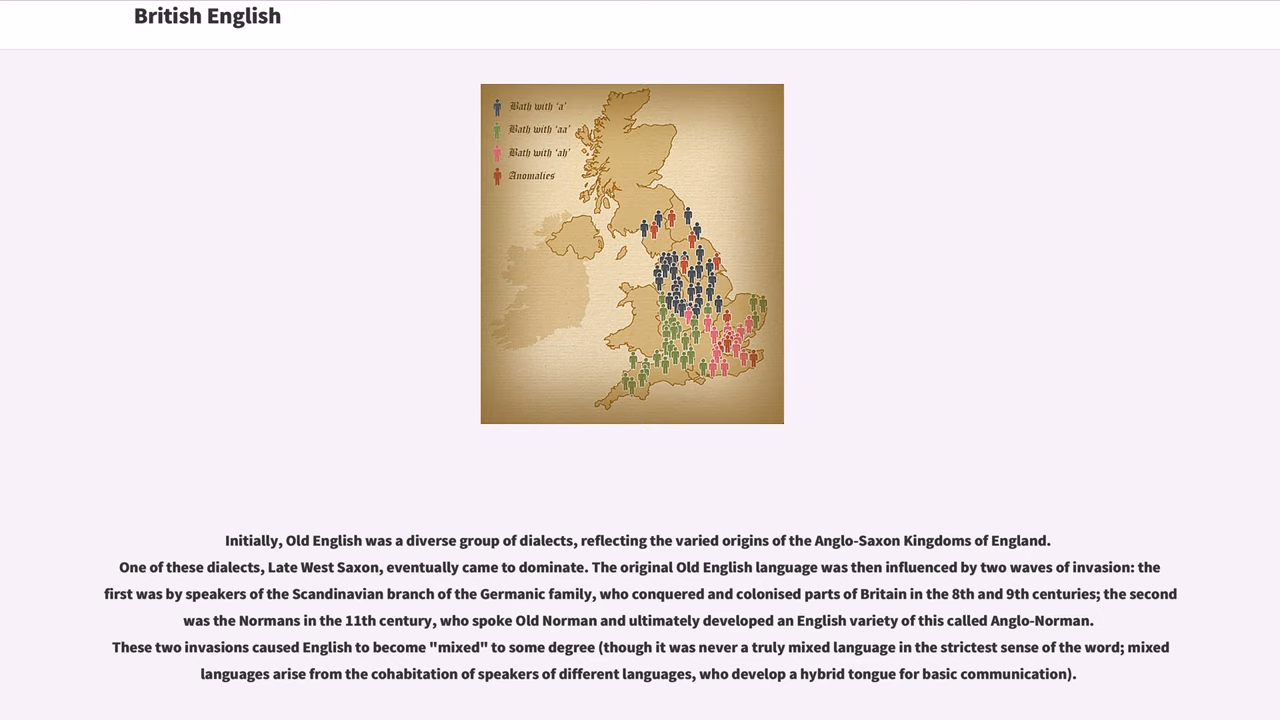 British English
Bath with 'a'
Bath with 'aa'
Bath with 'ah'
Anomalies
Initially, Old English was a diverse group of dialects, reflecting the varied origins of the Anglo-Saxon Kingdoms of England.
One of these dialects, Late West Saxon, eventually came to dominate. The original Old English language was then influenced by two waves of invasion: the
first was by speakers of the Scandinavian branch of the Germanic family, who conquered and colonised parts of Britain in the 8th and 9th centuries; the second
was the Normans in the 11th century, who spoke Old Norman and ultimately developed an English variety of this called Anglo-Norman.
These two invasions caused English to become "mixed" to some degree (though it was never a truly mixed language in the strictest sense of the word; mixed
languages arise from the cohabitation of speakers of different languages, who develop a hybrid tongue for basic communication).